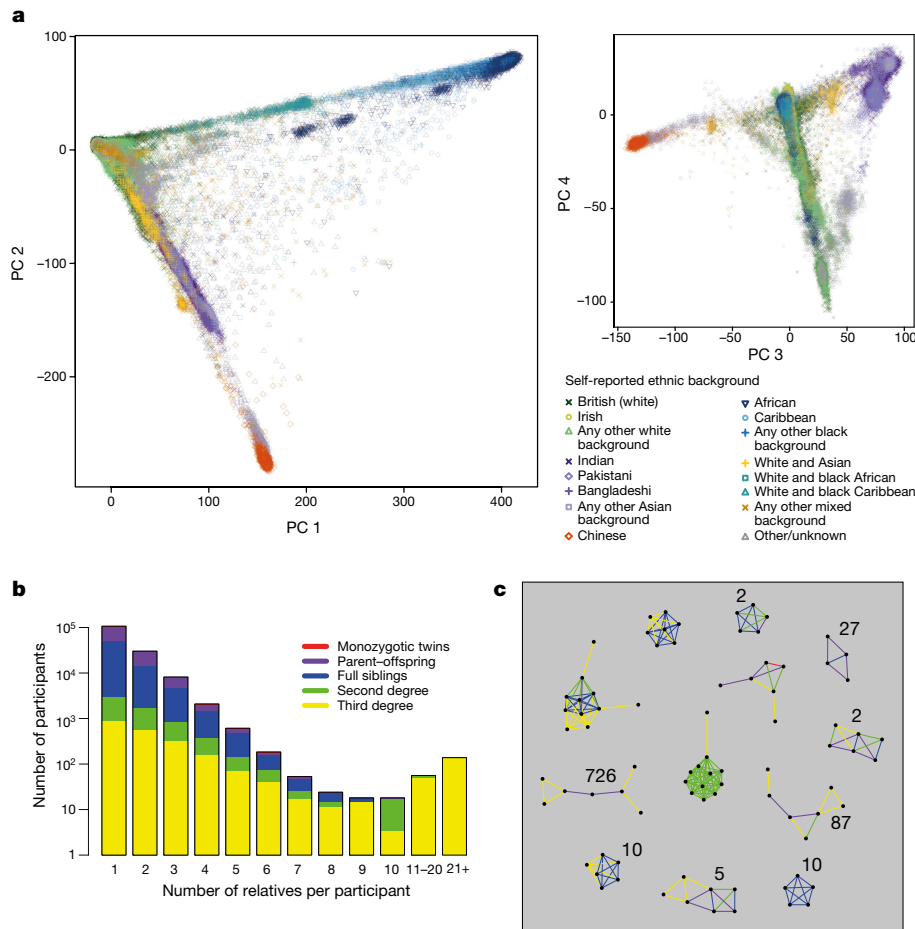 a
100
0
−100
−200
PC 2
0
100
200
300
400
PC 1
0
−50
−100
PC 4
−150
−100
−50
0
50
100
PC 3
Self-reported ethnic background
British (white)
Irish
Any other white
background
Indian
Pakistani
Bangladeshi
Any other Asian
background
Chinese
African
Caribbean
Any other black
background
White and Asian
White and black African
White and black Caribbean
Any other mixed
background
Other/unknown
b
10⁵
10⁴
10³
10²
10
1
Number of participants
Monozygotic twins
Parent–offspring
Full siblings
Second degree
Third degree
1
2
3
4
5
6
7
8
9
10
11–20
21+
Number of relatives per participant
c
2
27
2
726
87
10
5
10